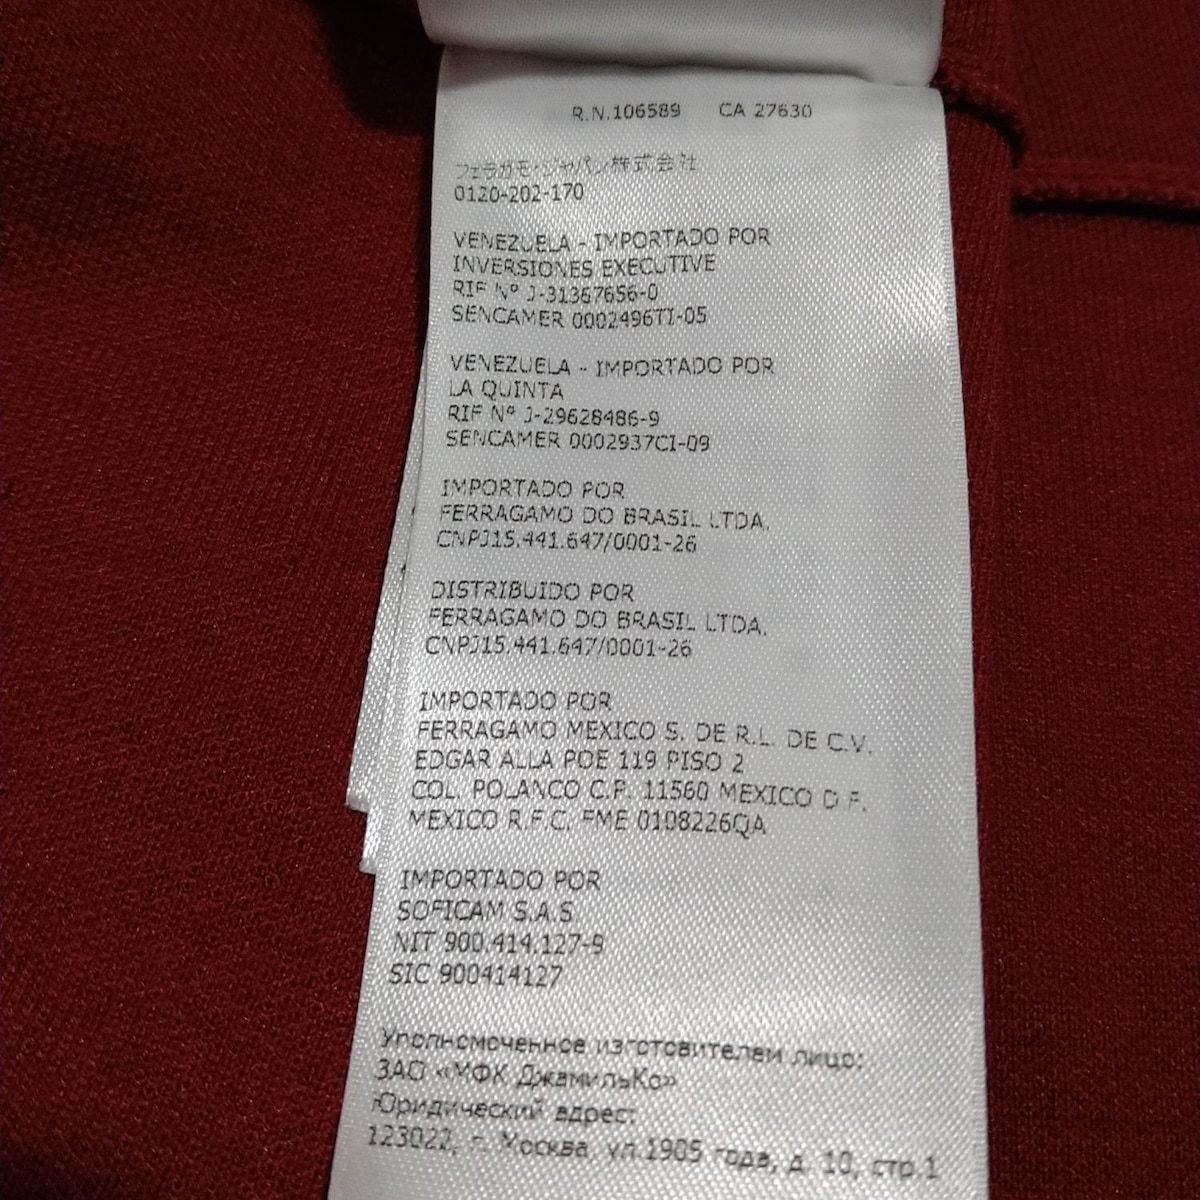 R.N.106589 CA 27630
フェラガモ・ジャパン株式会社
0120-202-170
VENEZUELA - IMPORTADO POR
INVERSIONES EXECUTIVE
RIF Nº J-31367656-0
SENCAMER 0002496TI-05
VENEZUELA - IMPORTADO POR
LA QUINTA
RIF Nº J-29628486-9
SENCAMER 0002937CI-09
IMPORTADO POR
FERRAGAMO DO BRASIL LTDA.
CNPJ15.441.647/0001-26
DISTRIBUIDO POR
FERRAGAMO DO BRASIL LTDA.
CNPJ15.441.647/0001-26
IMPORTADO POR
FERRAGAMO MEXICO S. DE R.L. DE C.V.
EDGAR ALLA POE 119 PISO 2
COL. POLANCO C.P. 11560 MEXICO D.F.
MEXICO R.F.C. FME 0108226QA
IMPORTADO POR
SOFICAM S.A.S.
NIT 900.414.127-9
SIC 900414127
Уполномоченное изготовителем лицо:
ЗАО «МФК ДжамильКо»
Юридический адрес:
123022, г. Москва, ул.1905 года, д. 10, стр.1